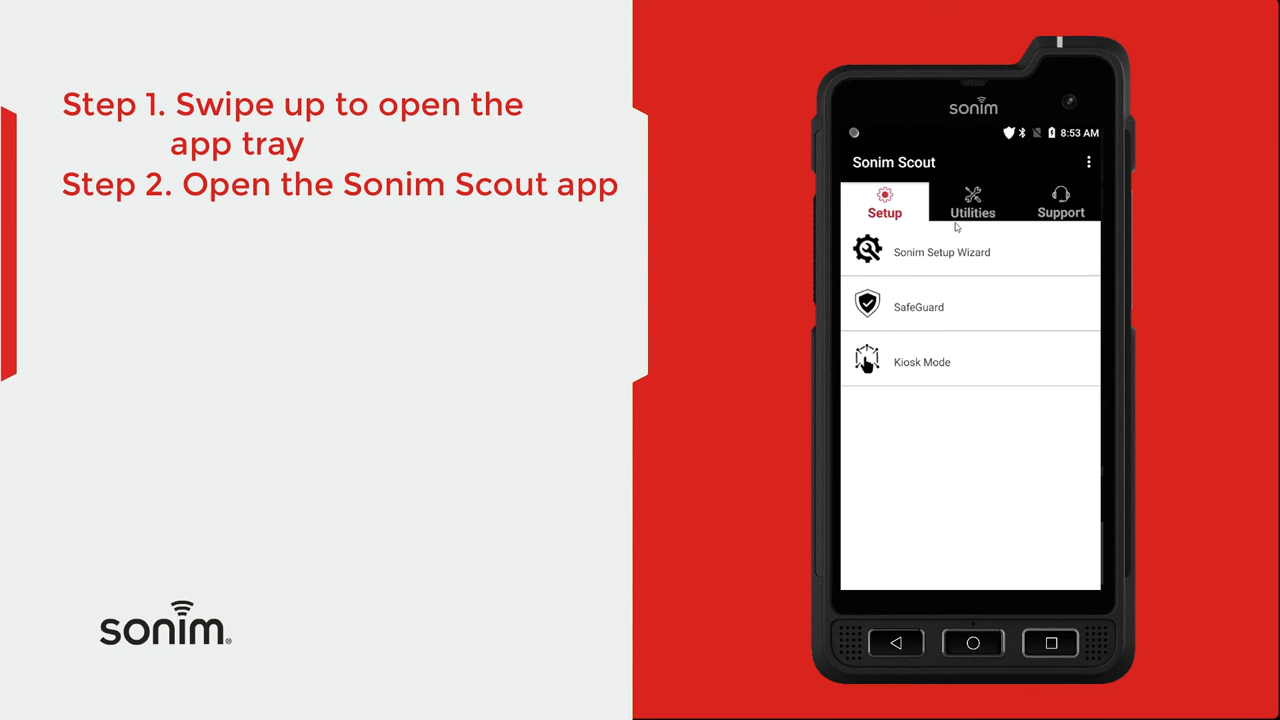 Step 1. Swipe up to open the
app tray
Step 2. Open the Sonim Scout app
sonim®
sonim
8:53 AM
Sonim Scout
Setup
Utilities
Support
Sonim Setup Wizard
SafeGuard
Kiosk Mode